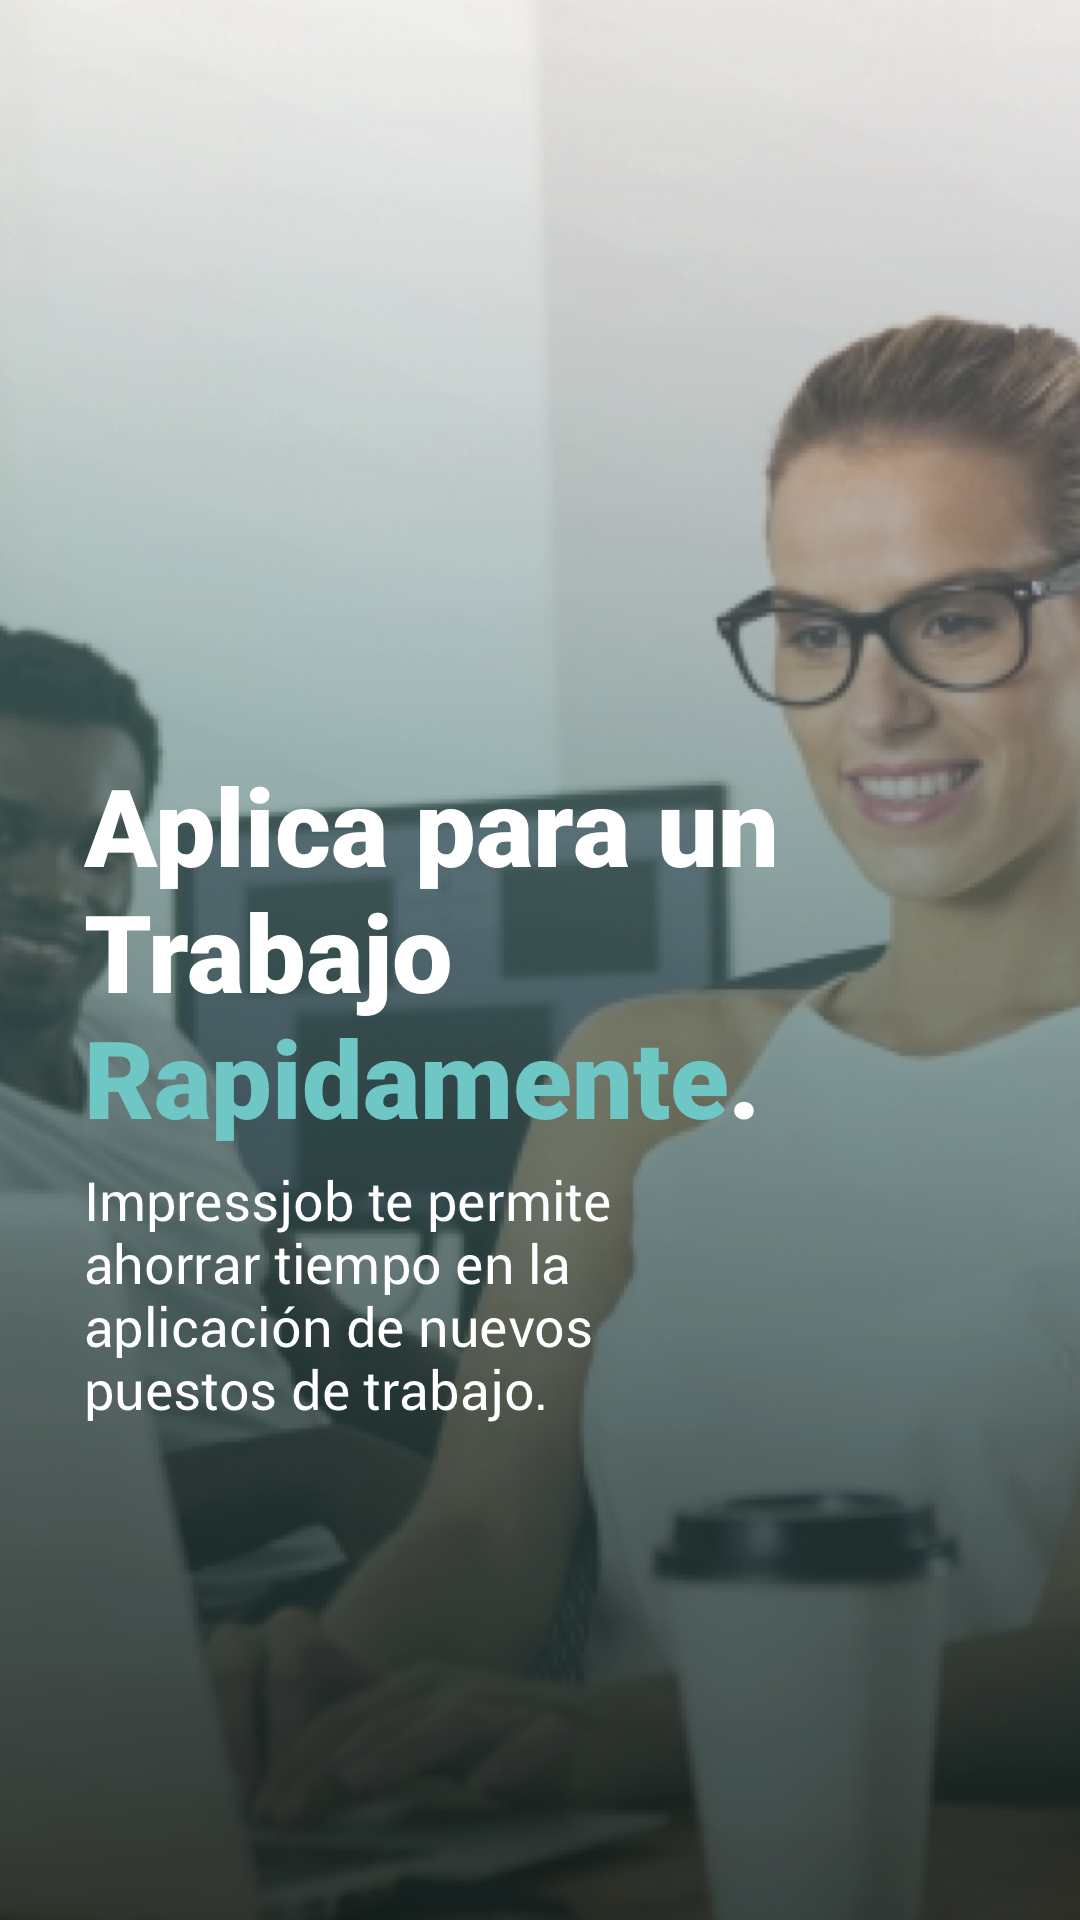 Aplica para un
Trabajo
Rapidamente.
Impressjob te permite
ahorrar tiempo en la
aplicación de nuevos
puestos de trabajo.